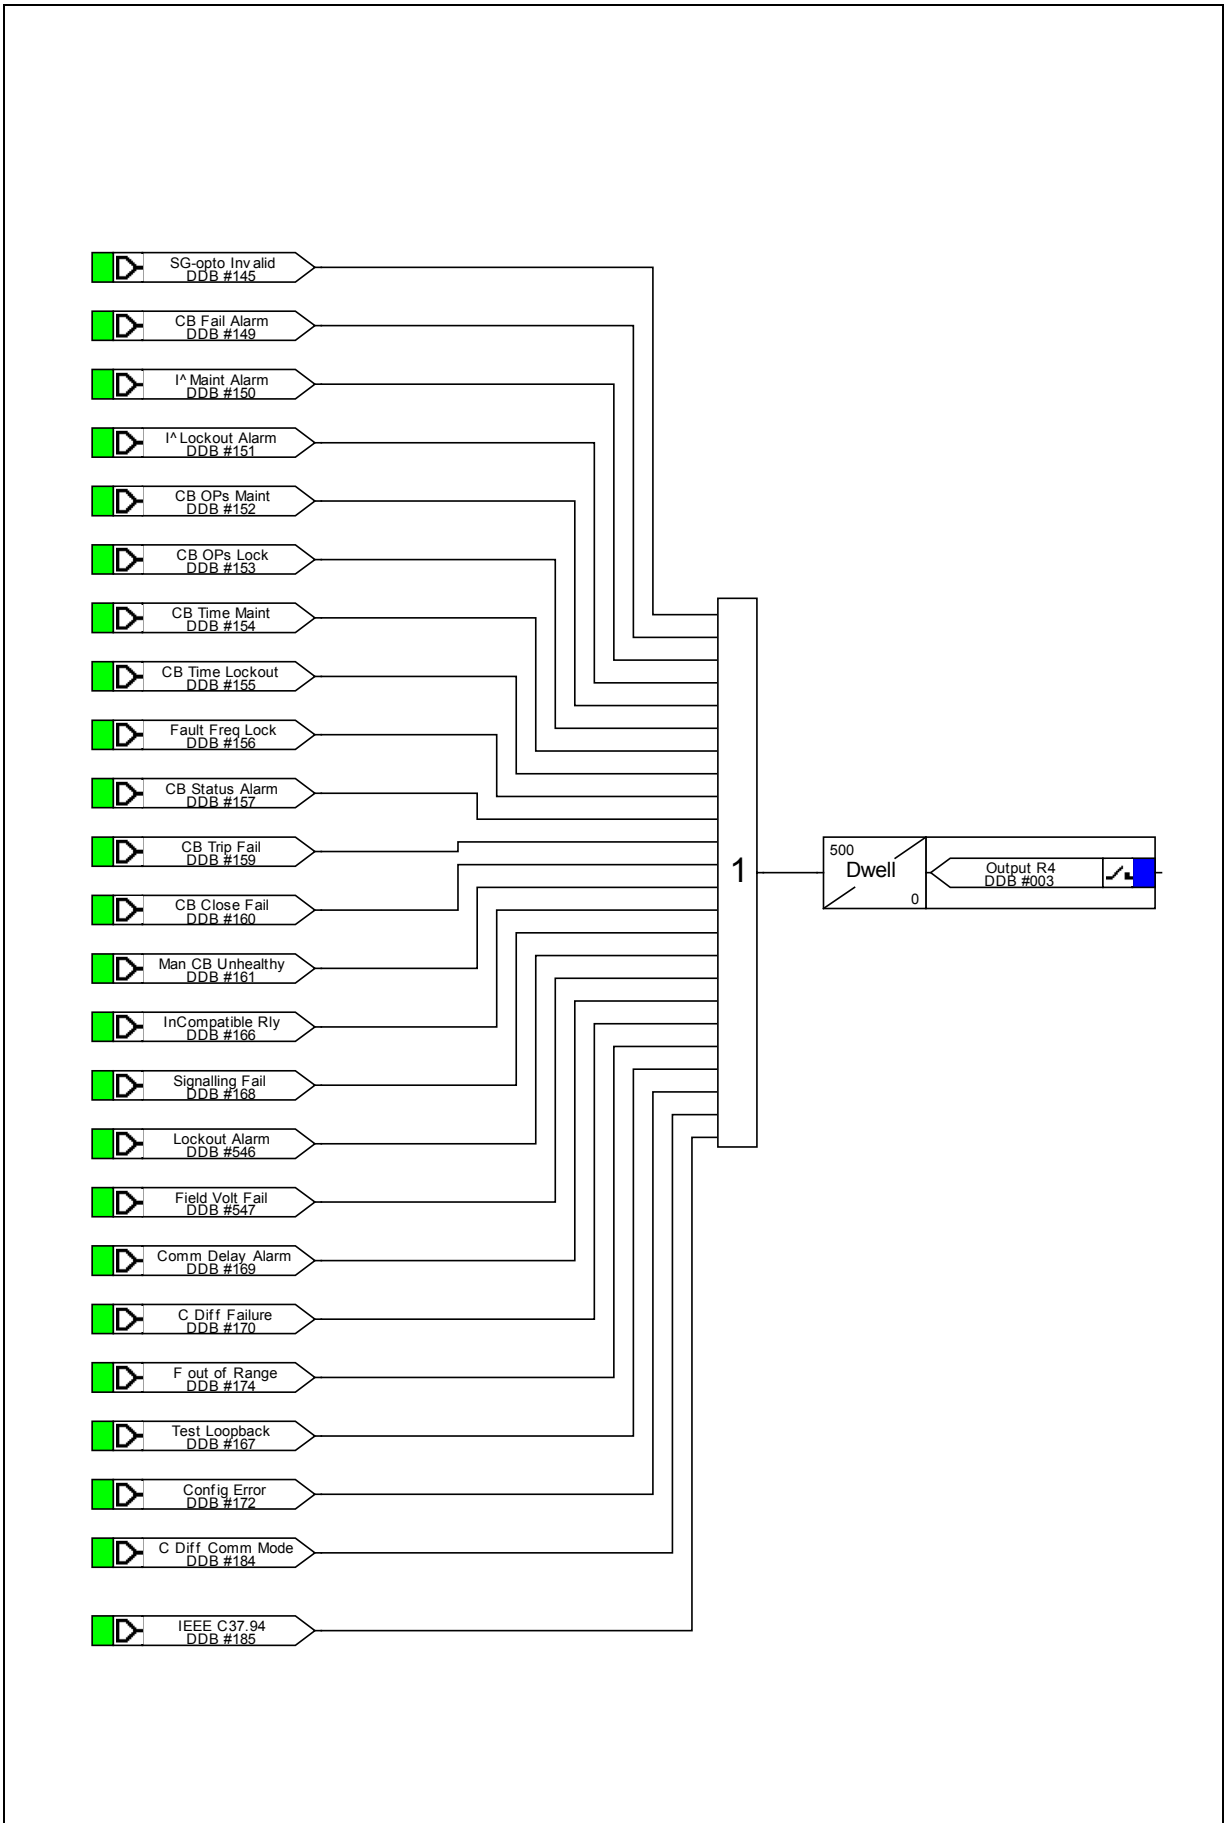 SG-opto Invalid
DDB #145
CB Fail Alarm
DDB #149
I^ Maint Alarm
DDB #150
I^ Lockout Alarm
DDB #151
CB OPs Maint
DDB #152
CB OPs Lock
DDB #153
CB Time Maint
DDB #154
CB Time Lockout
DDB #155
Fault Freq Lock
DDB #156
CB Status Alarm
DDB #157
CB Trip Fail
DDB #159
CB Close Fail
DDB #160
Man CB Unhealthy
DDB #161
InCompatible Rly
DDB #166
Signalling Fail
DDB #168
Lockout Alarm
DDB #546
Field Volt Fail
DDB #547
Comm Delay Alarm
DDB #169
C Diff Failure
DDB #170
F out of Range
DDB #174
Test Loopback
DDB #167
Config Error
DDB #172
C Diff Comm Mode
DDB #184
IEEE C37.94
DDB #185
1
500
Dwell
0
Output R4
DDB #003